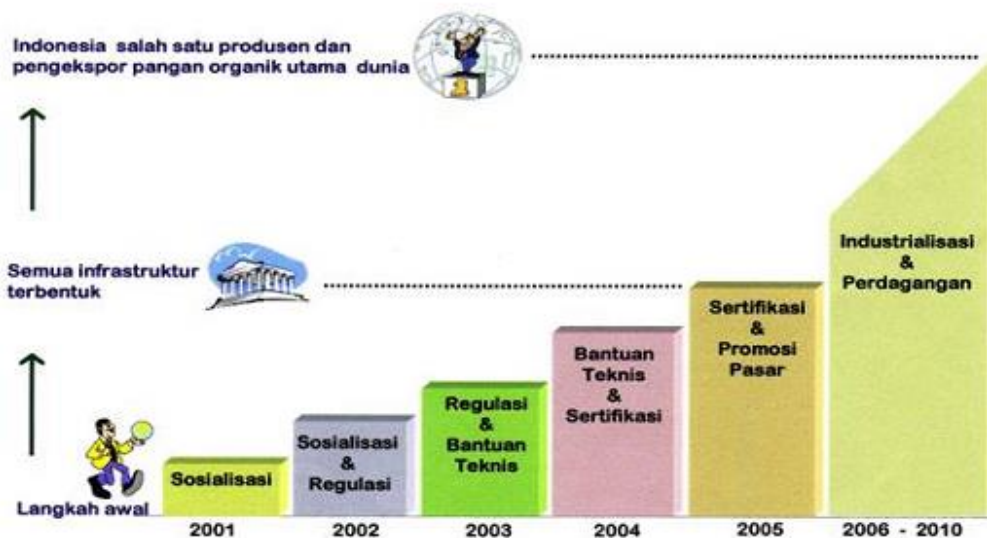 Indonesia salah satu produsen dan
pengekspor pangan organik utama dunia
1
Semua infrastruktur
terbentuk
Langkah awal
Sosialisasi
Sosialisasi
&
Regulasi
Regulasi
&
Bantuan
Teknis
Bantuan
Teknis
&
Sertifikasi
Sertifikasi
&
Promosi
Pasar
Industrialisasi
&
Perdagangan
2001
2002
2003
2004
2005
2006 - 2010